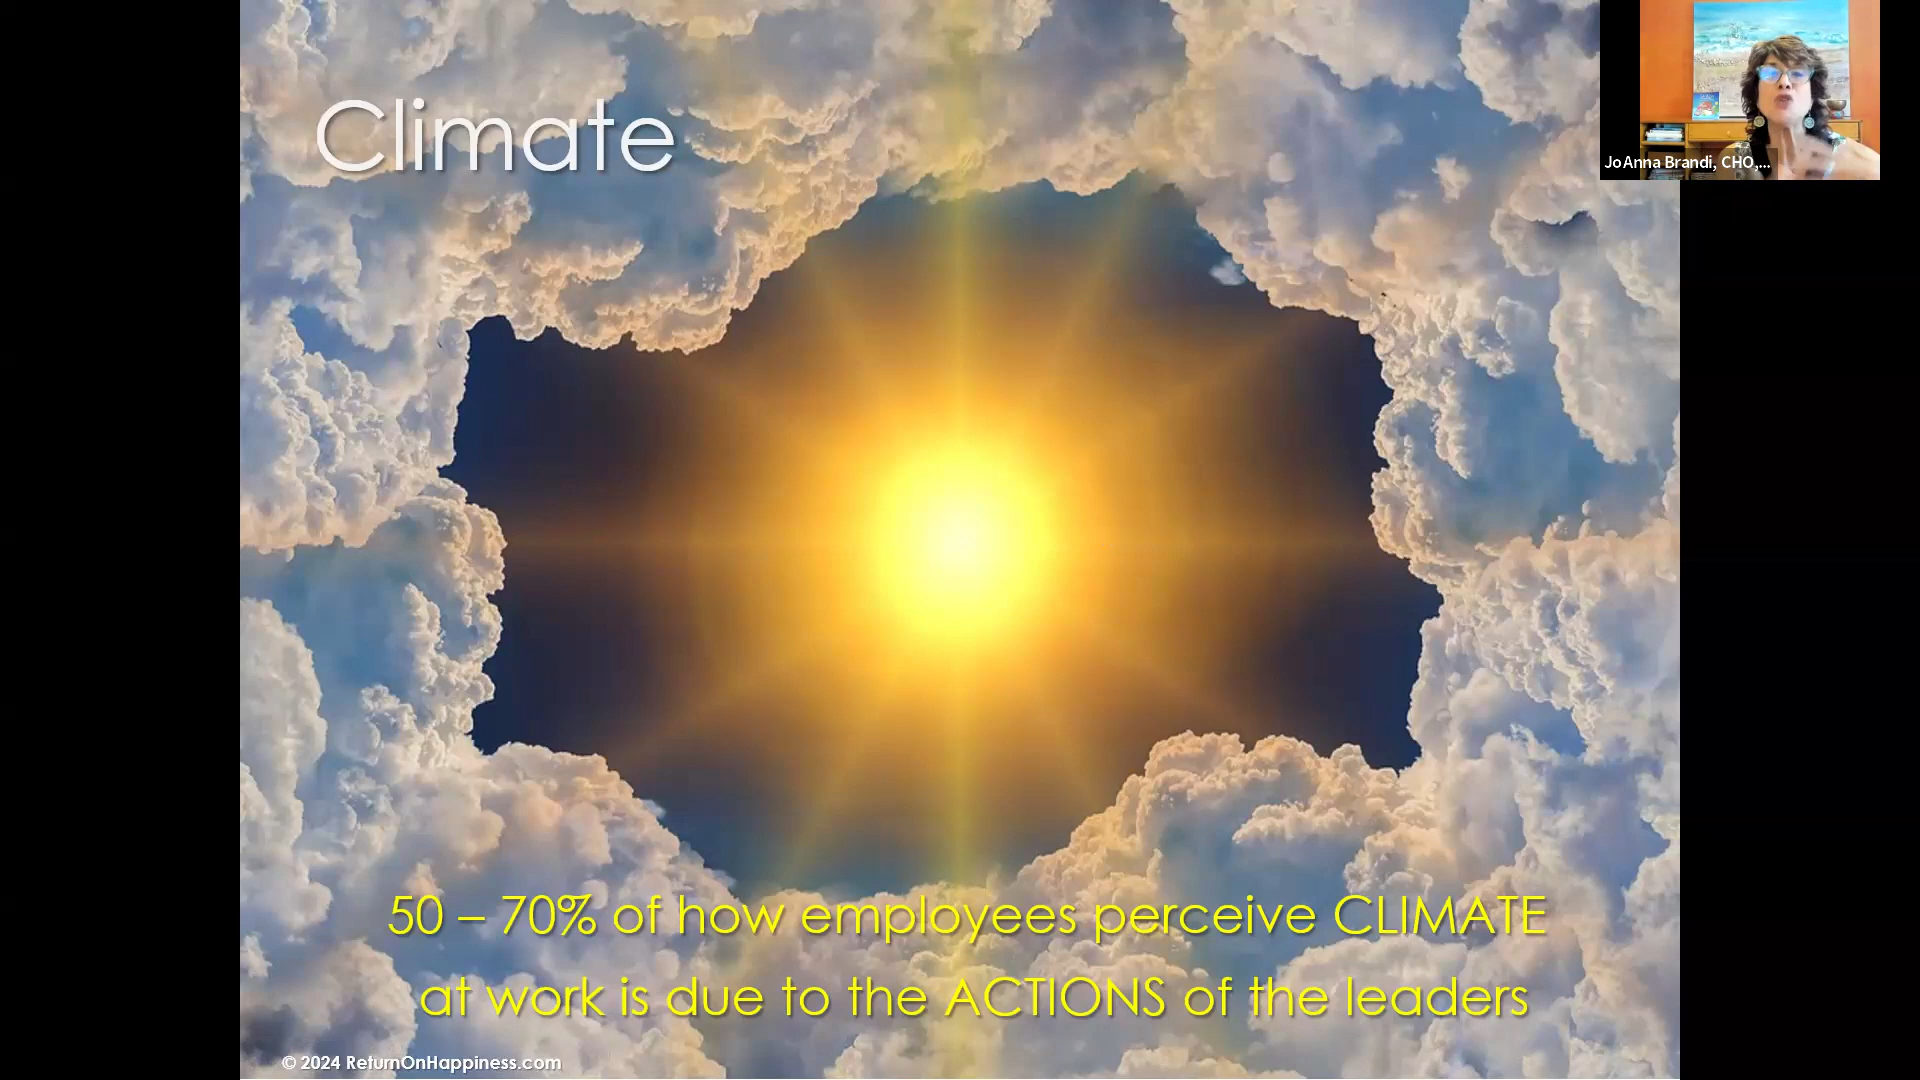 Climate
JoAnna Brandi, CHO,...
50 – 70% of how employees perceive CLIMATE
at work is due to the ACTIONS of the leaders
© 2024 ReturnOnHappiness.com